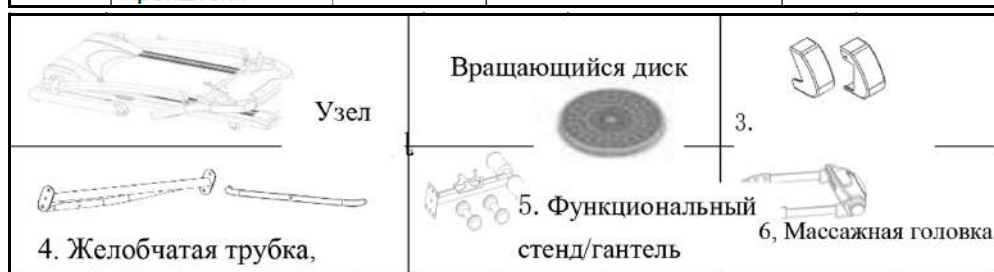 Узел
Вращающийся диск
3.
4. Желобчатая трубка,
5. Функциональный
стенд/гантель
6, Массажная головка